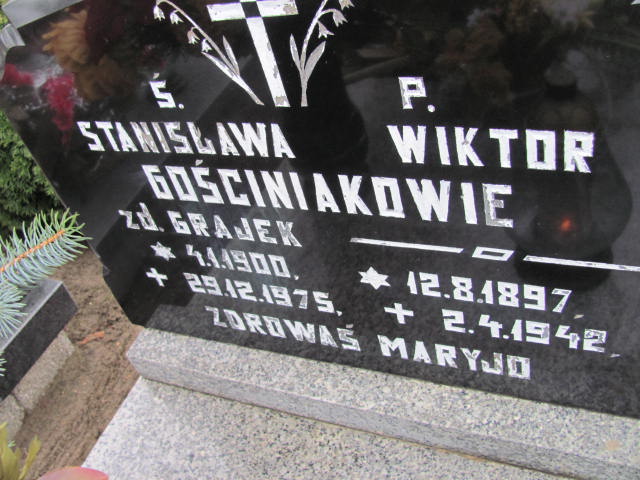 Ś. P.
STANISŁAWA WIKTOR
GOŚCINIAKOWIE
ZD. GRAJEK
4.1.1900.
29.12.1975.
12.8.1897.
2.4.1942.
ZDROWAŚ MARYJO